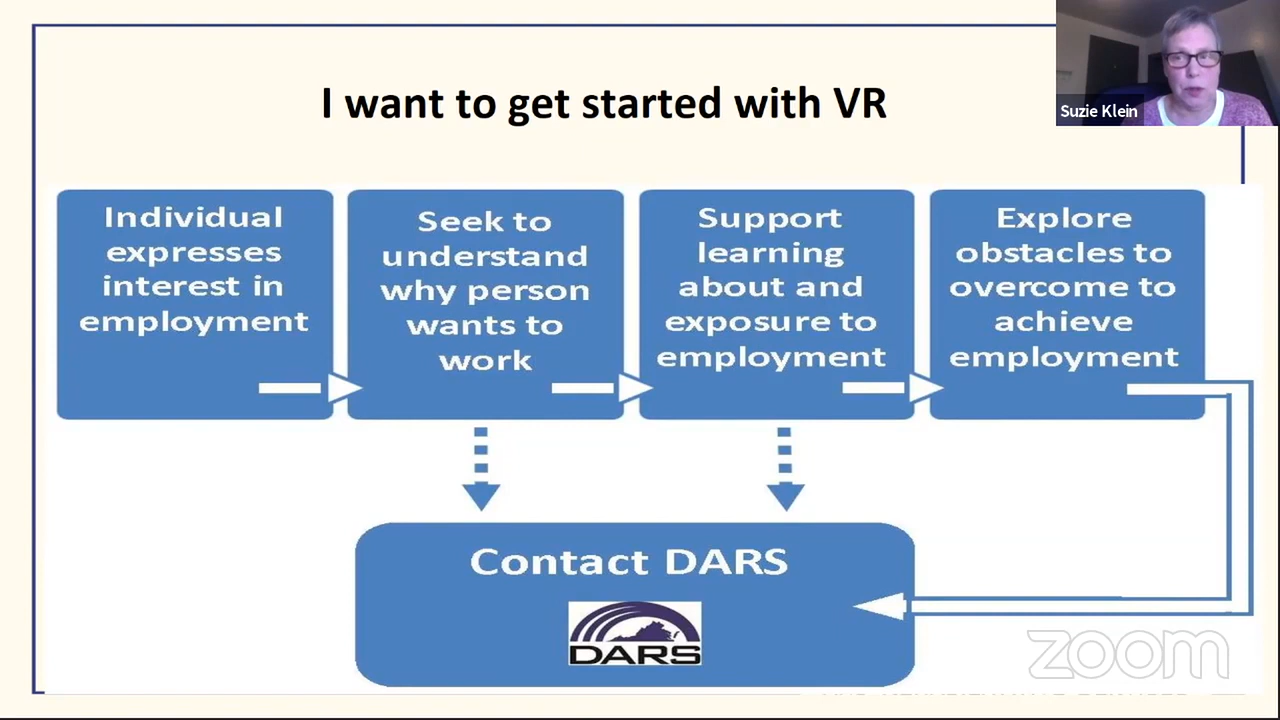 I want to get started with VR
Suzie Klein
Individual
expresses
interest in
employment
Seek to
understand
why person
wants to
work
Support
learning
about and
exposure to
employment
Explore
obstacles to
overcome to
achieve
employment
Contact DARS
DARS
zoom